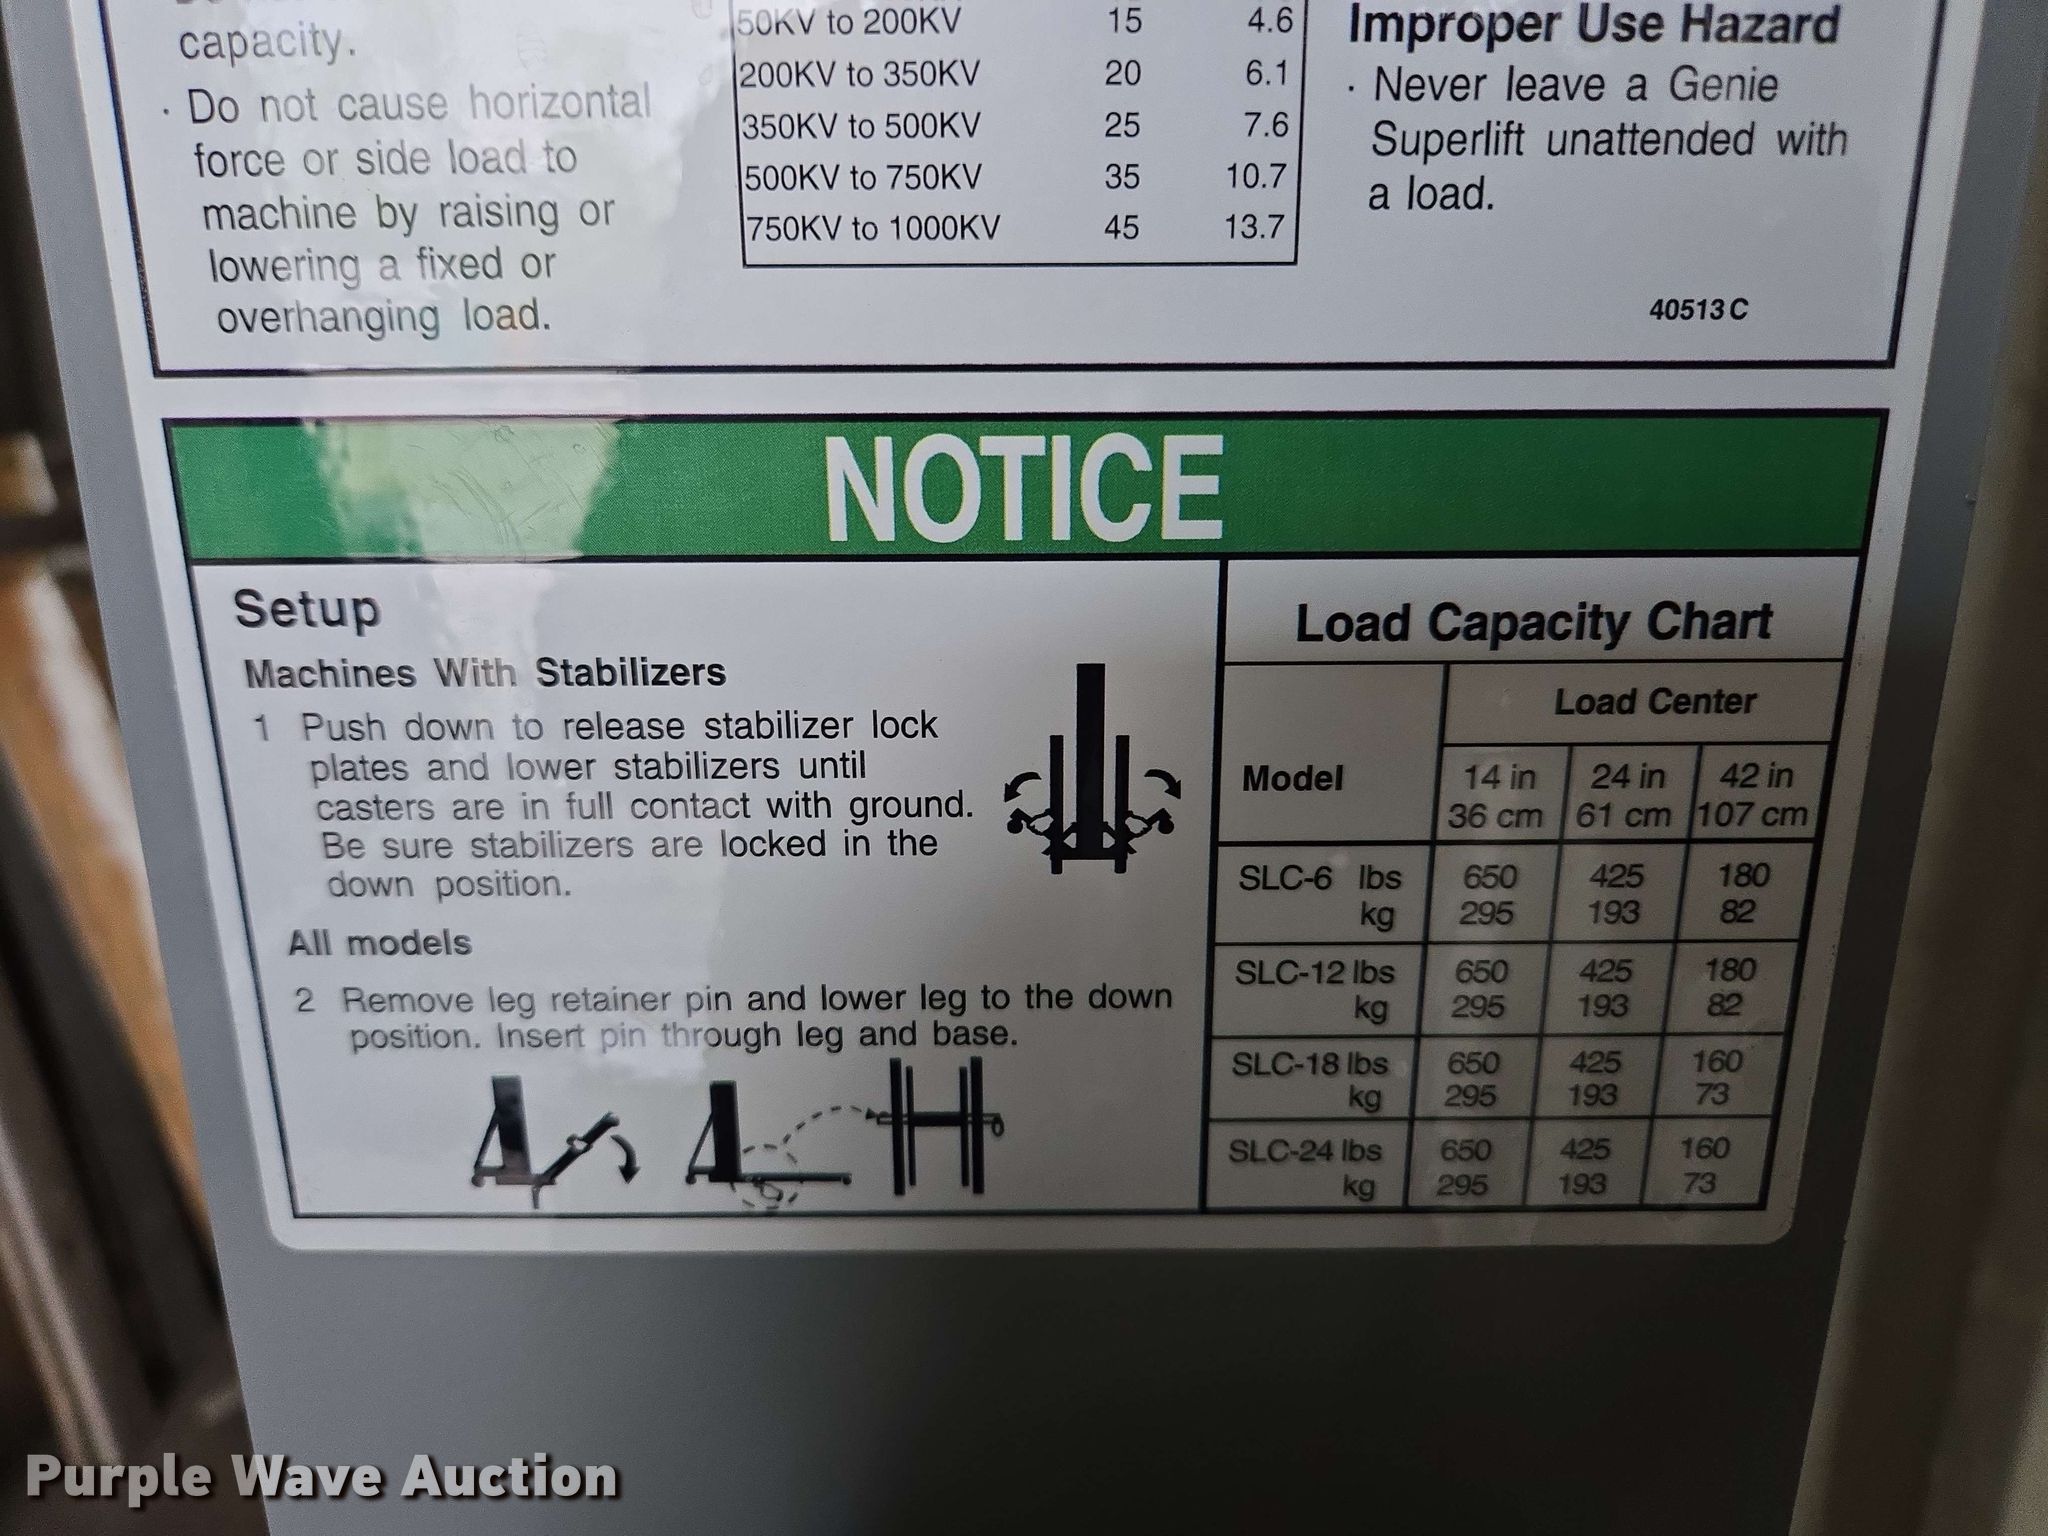 capacity.
· Do not cause horizontal
force or side load to
machine by raising or
lowering a fixed or
overhanging load.
50KV to 200KV 15 4.6
200KV to 350KV 20 6.1
350KV to 500KV 25 7.6
500KV to 750KV 35 10.7
750KV to 1000KV 45 13.7
Improper Use Hazard
· Never leave a Genie
Superlift unattended with
a load.
40513 C
NOTICE
Setup
Machines With Stabilizers
1 Push down to release stabilizer lock
plates and lower stabilizers until
casters are in full contact with ground.
Be sure stabilizers are locked in the
down position.
All models
2 Remove leg retainer pin and lower leg to the down
position. Insert pin through leg and base.
Load Capacity Chart
Load Center
Model
14 in 24 in 42 in
36 cm 61 cm 107 cm
SLC-6 lbs 650 425 180
kg 295 193 82
SLC-12 lbs 650 425 180
kg 295 193 82
SLC-18 lbs 650 425 160
kg 295 193 73
SLC-24 lbs 650 425 160
kg 295 193 73
Purple Wave Auction